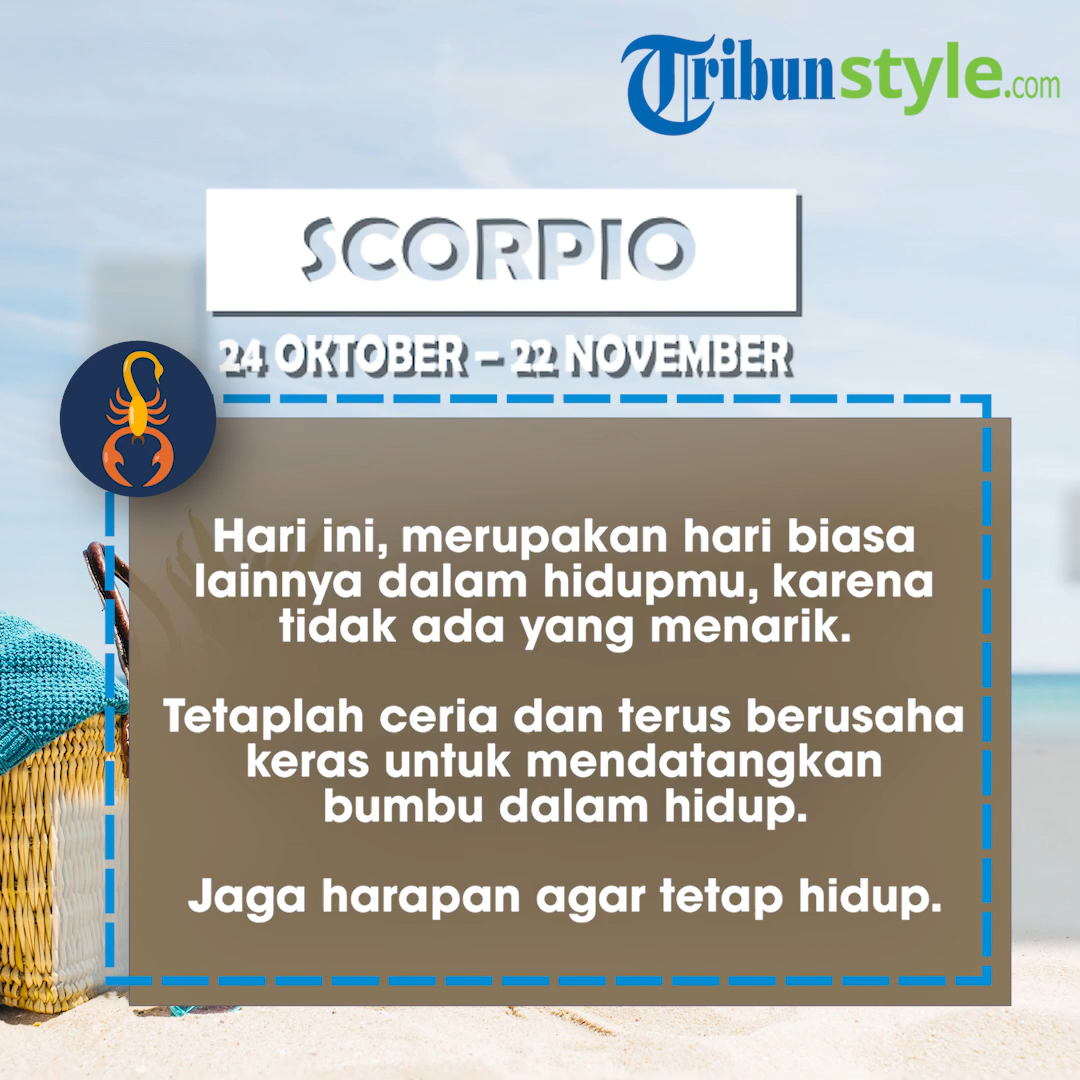 Tribunstyle.com
SCORPIO
24 OKTOBER – 22 NOVEMBER
Hari ini, merupakan hari biasa
lainnya dalam hidupmu, karena
tidak ada yang menarik.
Tetaplah ceria dan terus berusaha
keras untuk mendatangkan
bumbu dalam hidup.
Jaga harapan agar tetap hidup.